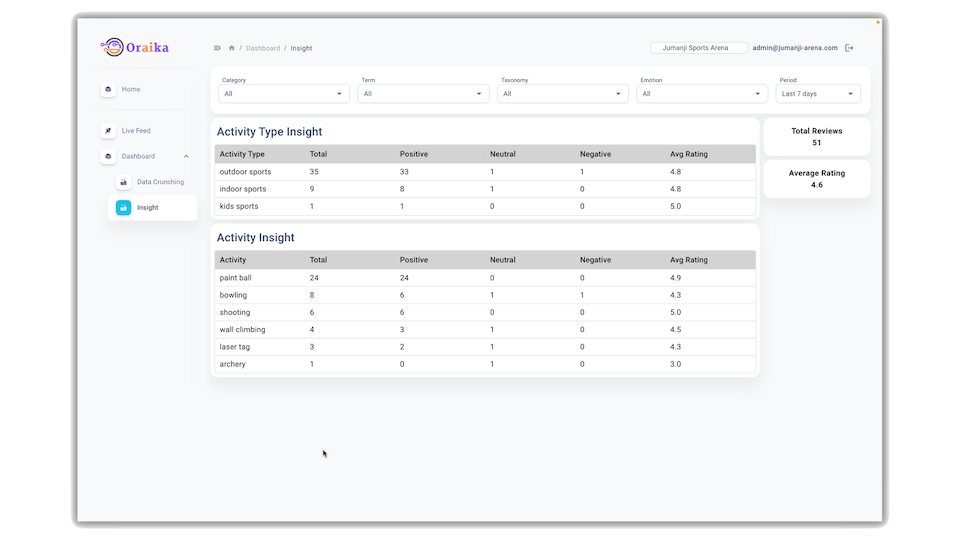 Oraika
/ Dashboard / Insight
Jumanji Sports Arena
admin@jumanji-arena.com
Home
Live Feed
Dashboard
Data Crunching
Insight
Category Term Taxonomy Emotion Period
All All All All Last 7 days
Activity Type Insight
Activity Type Total Positive Neutral Negative Avg Rating
outdoor sports 35 33 1 1 4.8
indoor sports 9 8 1 0 4.8
kids sports 1 1 0 0 5.0
Activity Insight
Activity Total Positive Neutral Negative Avg Rating
paint ball 24 24 0 0 4.9
bowling 8 6 1 1 4.3
shooting 6 6 0 0 5.0
wall climbing 4 3 1 0 4.5
laser tag 3 2 1 0 4.3
archery 1 0 1 0 3.0
Total Reviews
51
Average Rating
4.6